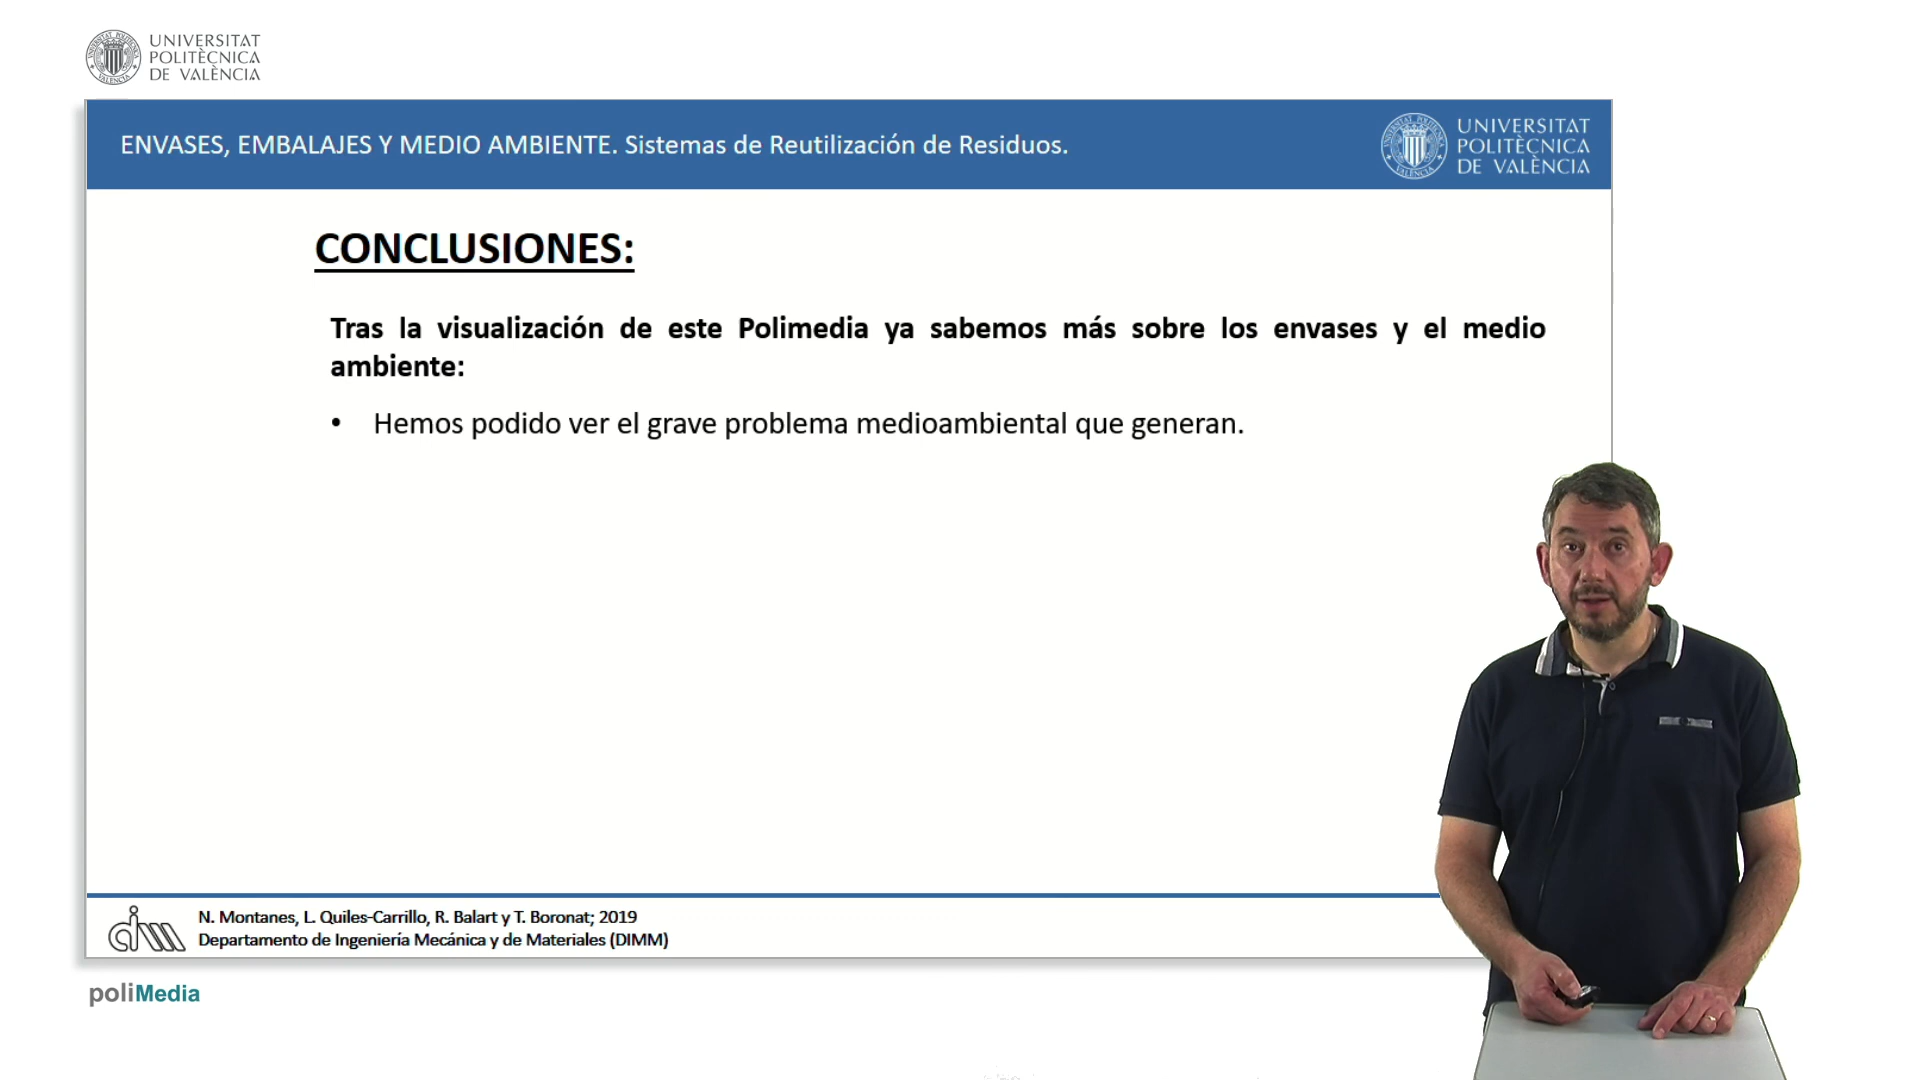 UNIVERSITAT
POLITÈCNICA
DE VALÈNCIA
ENVASES, EMBALAJES Y MEDIO AMBIENTE. Sistemas de Reutilización de Residuos.
UNIVERSITAT
POLITÈCNICA
DE VALÈNCIA
CONCLUSIONES:
Tras la visualización de este Polimedia ya sabemos más sobre los envases y el medio
ambiente:
• Hemos podido ver el grave problema medioambiental que generan.
dimm
N. Montanes, L. Quiles-Carrillo, R. Balart y T. Boronat; 2019
Departamento de Ingeniería Mecánica y de Materiales (DIMM)
poliMedia